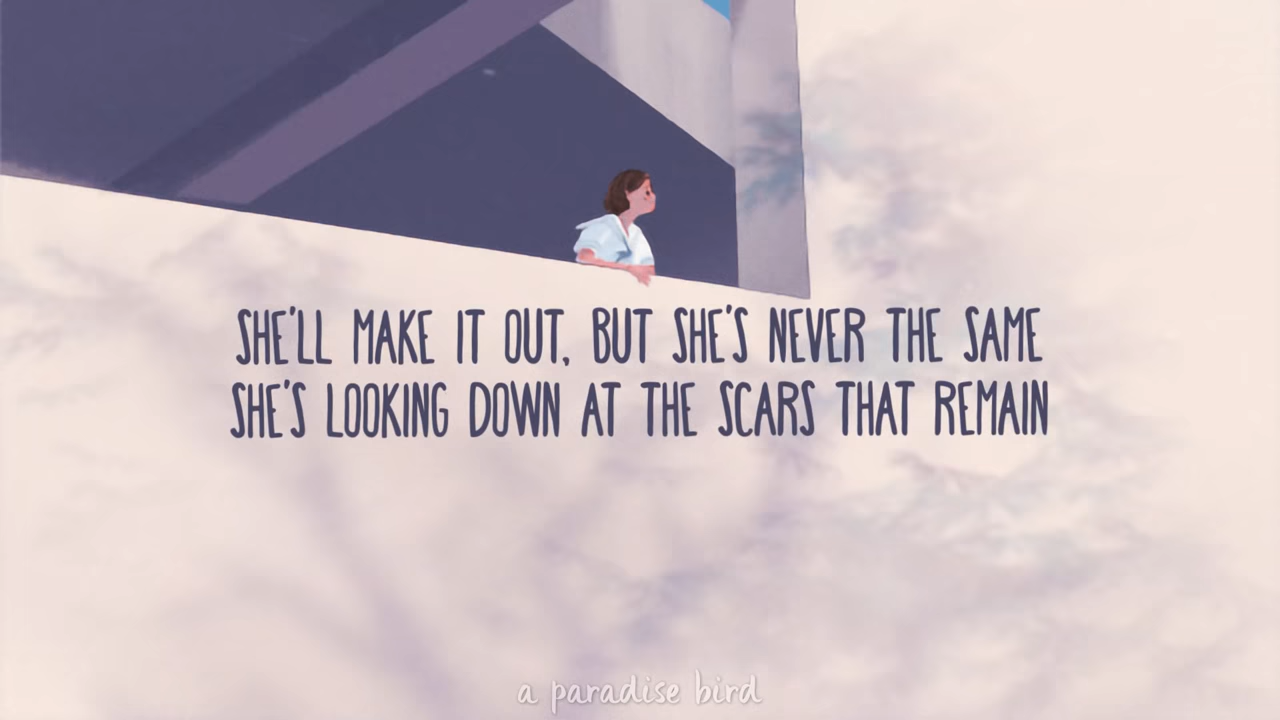 SHE'LL MAKE IT OUT, BUT SHE'S NEVER THE SAME
SHE'S LOOKING DOWN AT THE SCARS THAT REMAIN
a paradise bird